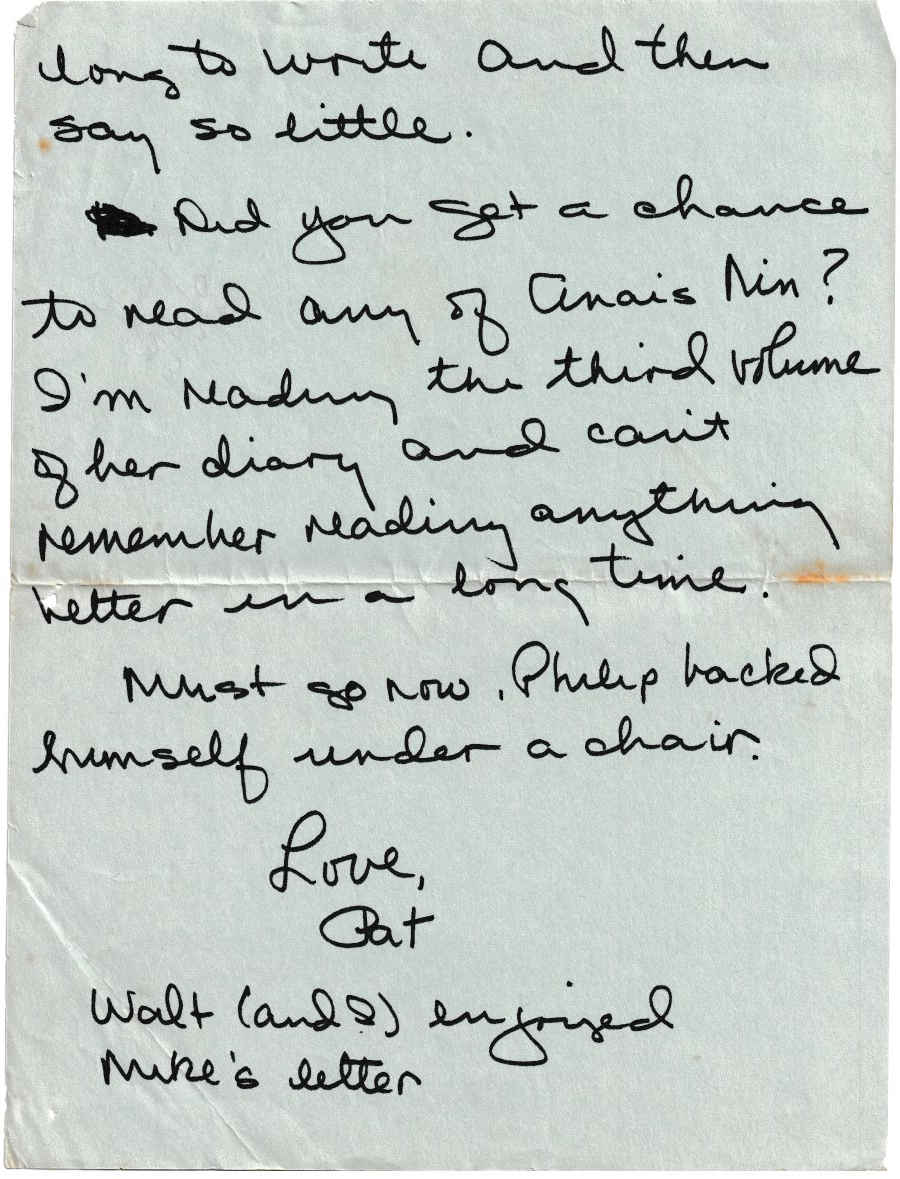 long to write and then
say so little.
Did you get a chance
to read any of Anais Nin?
I'm reading the third volume
of her diary and can't
remember reading anything
better in a long time.
Must go now. Philip backed
himself under a chair.
Love,
Pat
Walt (and I) enjoyed
Mike's letter